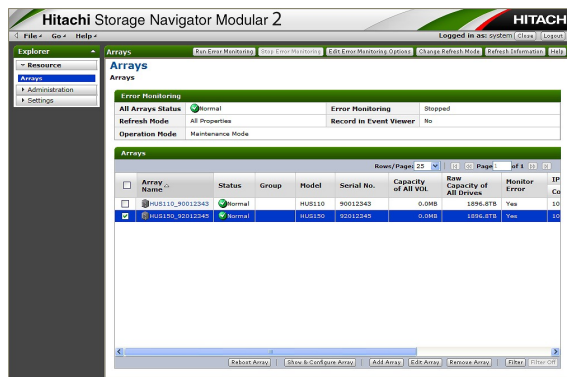 Hitachi Storage Navigator Modular 2
HITACH
File Go Help
Logged in as: system Close Logout
Explorer
Arrays
Run Error Monitoring Stop Error Monitoring Edit Error Monitoring Options Change Refresh Mode Refresh Information Help
Resource
Arrays
Administration
Settings
Arrays
Arrays
Error Monitoring
All Arrays Status Normal Error Monitoring Stopped
Refresh Mode All Properties Record in Event Viewer No
Operation Mode Maintenance Mode
Arrays
Rows/Page: 25 Page 1 of 1
Array Name Status Group Model Serial No. Capacity of All VOL Raw Capacity of All Drives Monitor Error IP Co
HUS110_90012343 Normal HUS110 90012343 0.0MB 1896.8TB Yes 10
HUS150_92012345 Normal HUS150 92012345 0.0MB 1896.8TB Yes 10
Reboot Array | Show & Configure Array | Add Array Edit Array Remove Array | Filter Filter Off